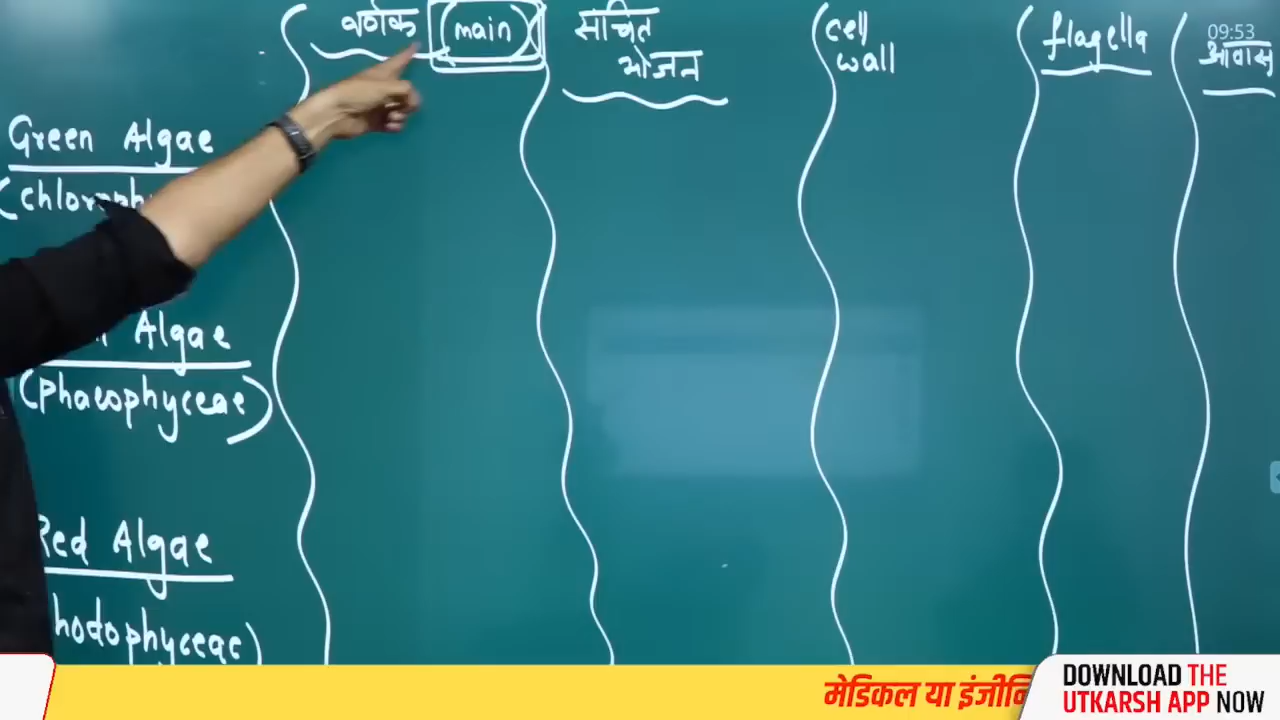 वर्णक (main) संचित भोजन cell wall flagella आवास
09:53
Green Algae
(chloroph
Algae
(Phaeophyceae)
Red Algae
hodophyceae)
मेडिकल या इंजीनि
DOWNLOAD THE
UTKARSH APP NOW